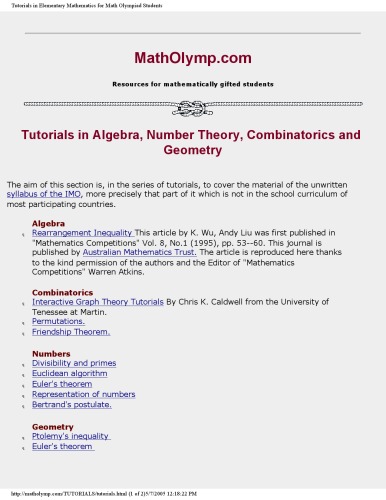 Tutorials in Elementary Mathematics for Math Olympiad Students
MathOlymp.com
Resources for mathematically gifted students
Tutorials in Algebra, Number Theory, Combinatorics and
Geometry
The aim of this section is, in the series of tutorials, to cover the material of the unwritten
syllabus of the IMO, more precisely that part of it which is not in the school curriculum of
most participating countries.
Algebra
Rearrangement Inequality This article by K. Wu, Andy Liu was first published in
"Mathematics Competitions" Vol. 8, No.1 (1995), pp. 53--60. This journal is
published by Australian Mathematics Trust. The article is reproduced here thanks
to the kind permission of the authors and the Editor of "Mathematics
Competitions" Warren Atkins.
Combinatorics
Interactive Graph Theory Tutorials By Chris K. Caldwell from the University of
Tenessee at Martin.
Permutations.
Friendship Theorem.
Numbers
Divisibility and primes
Euclidean algorithm
Euler's theorem
Representation of numbers
Bertrand's postulate.
Geometry
Ptolemy's inequality
Euler's theorem
http://matholymp.com/TUTORIALS/tutorials.html (1 of 2)5/7/2005 12:18:22 PM